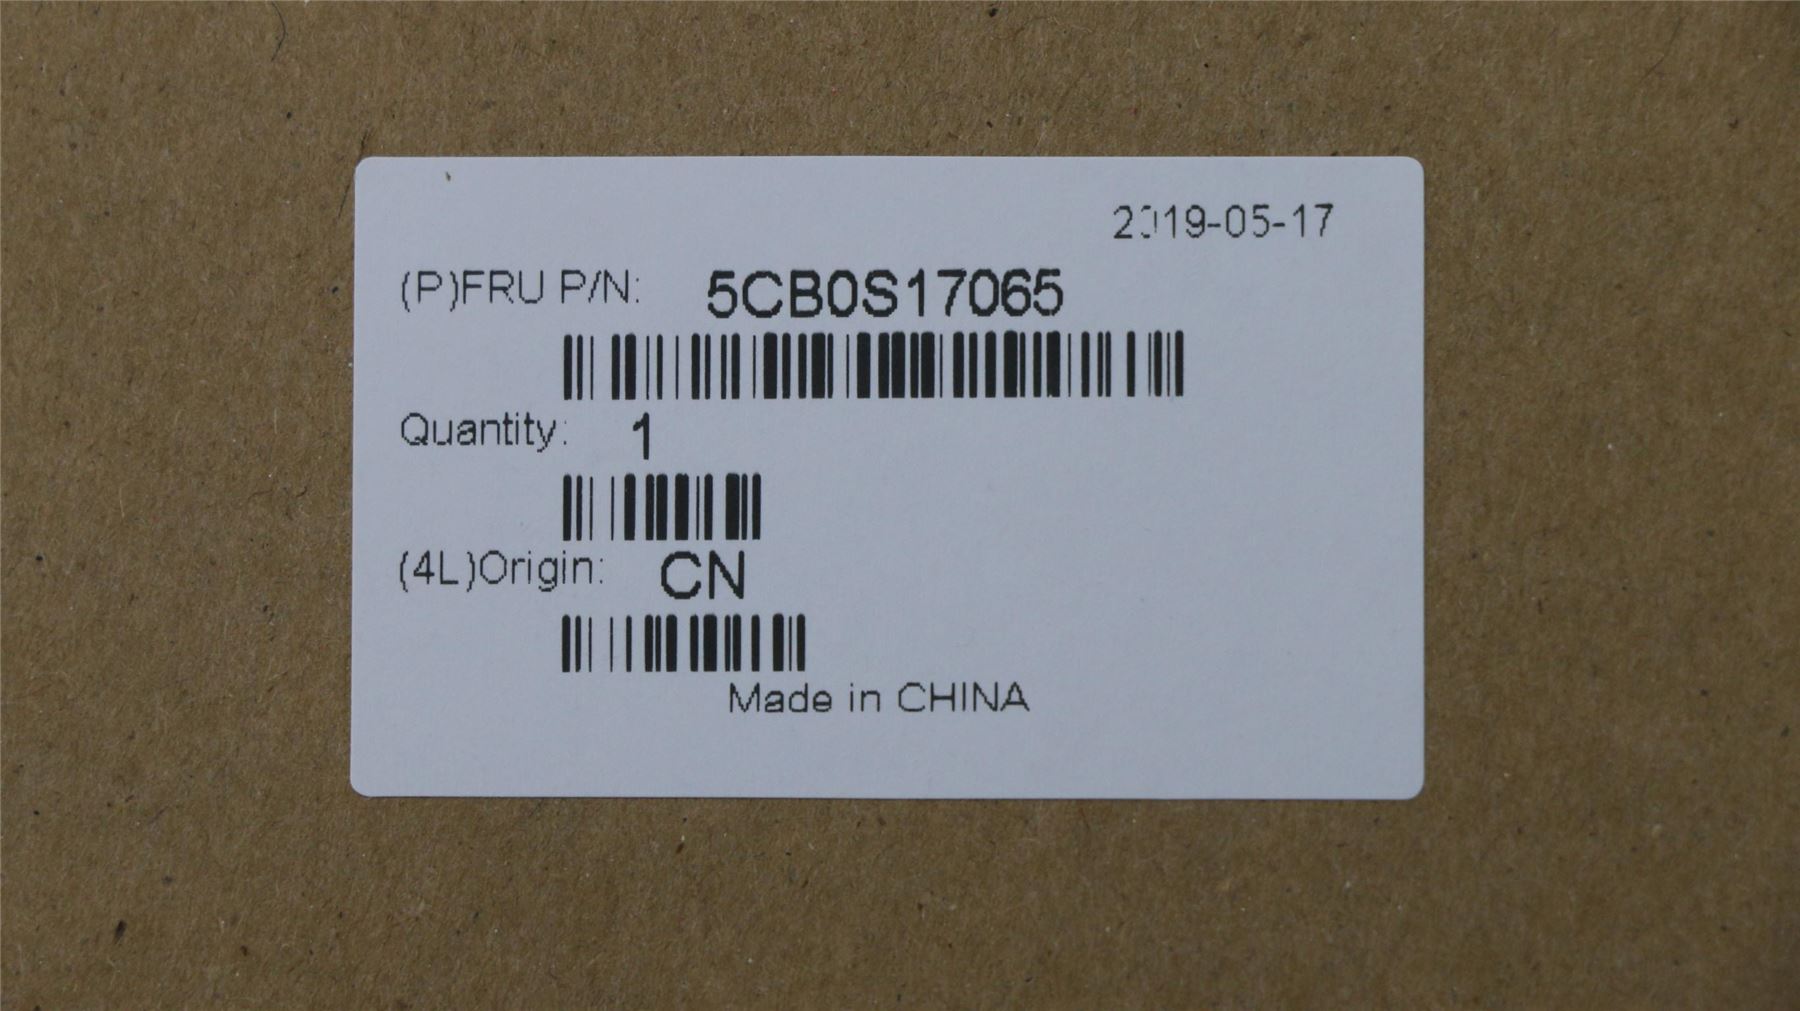 2019-05-17
(P)FRU P/N: 5CB0S17065
Quantity: 1
(4L)Origin: CN
Made in CHINA